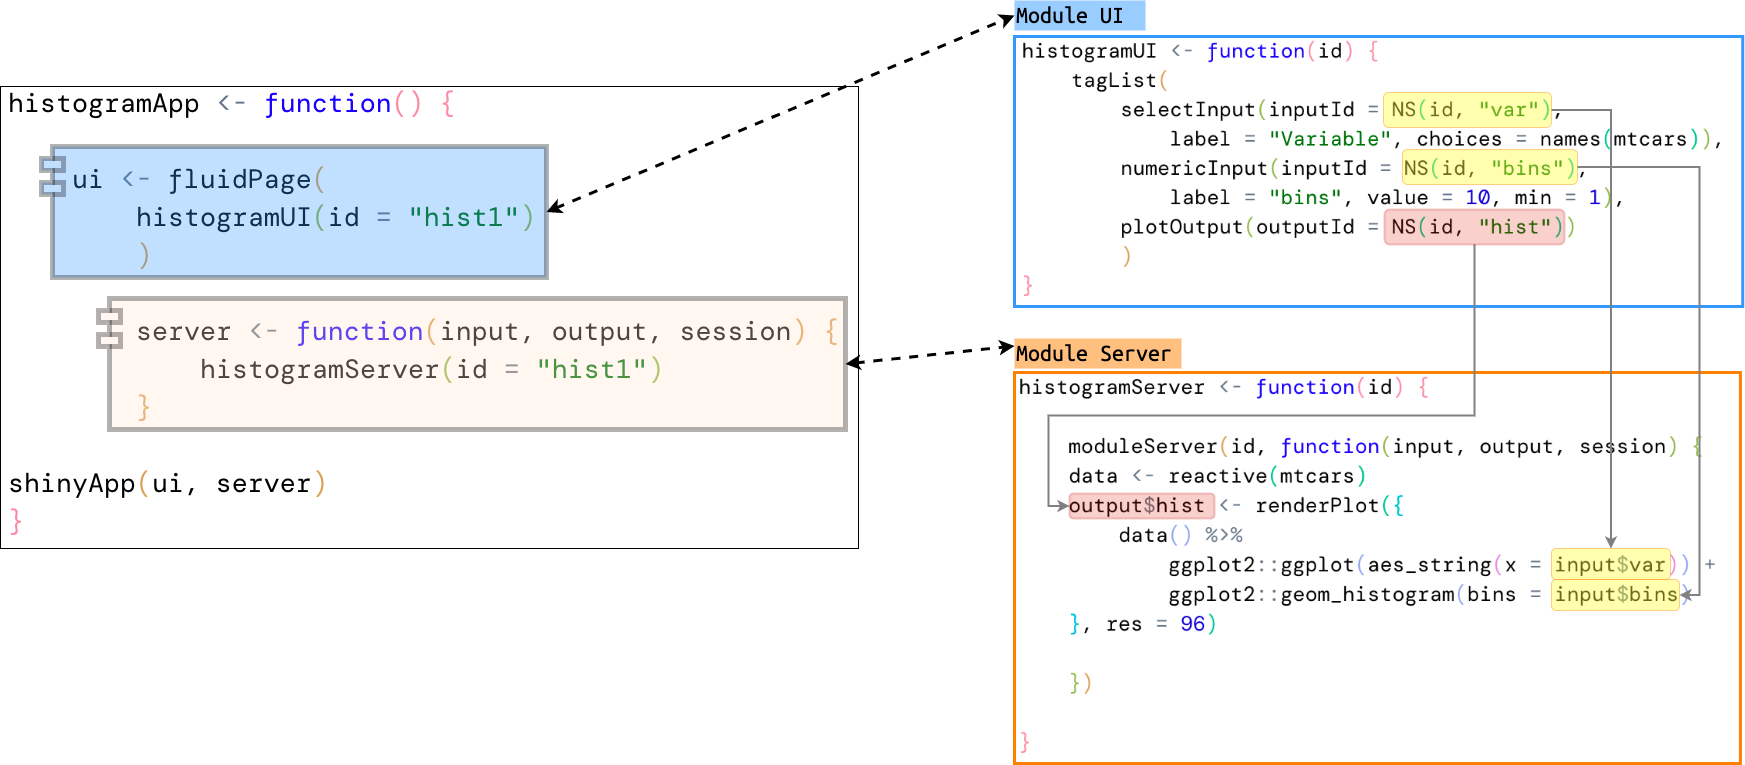 histogramApp <- function() {
ui <- fluidPage(
histogramUI(id = "hist1")
)
server <- function(input, output, session) {
histogramServer(id = "hist1")
}
shinyApp(ui, server)
}
Module UI
histogramUI <- function(id) {
tagList(
selectInput(inputId = NS(id, "var"),
label = "Variable", choices = names(mtcars)),
numericInput(inputId = NS(id, "bins"),
label = "bins", value = 10, min = 1),
plotOutput(outputId = NS(id, "hist"))
)
}
Module Server
histogramServer <- function(id) {
moduleServer(id, function(input, output, session) {
data <- reactive(mtcars)
output$hist <- renderPlot({
data() %>%
ggplot2::ggplot(aes_string(x = input$var)) +
ggplot2::geom_histogram(bins = input$bins)
}, res = 96)
})
}